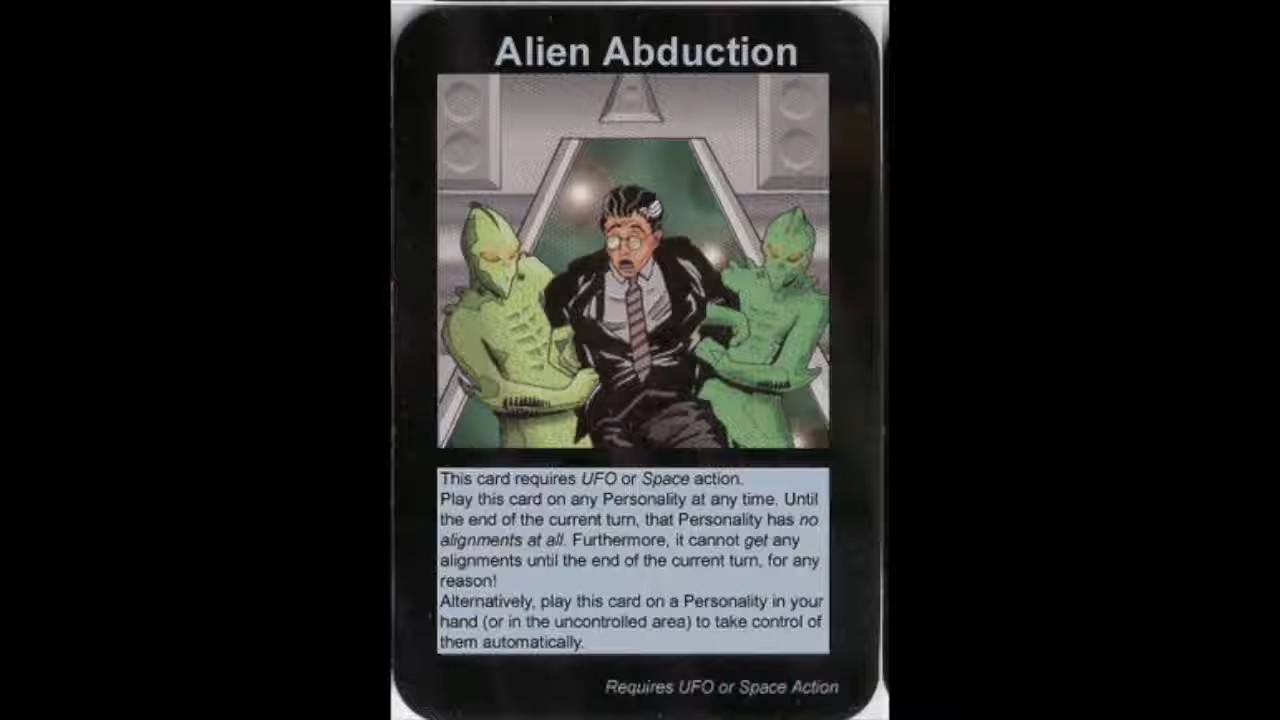 Alien Abduction
This card requires UFO or Space action.
Play this card on any Personality at any time. Until
the end of the current turn, that Personality has no
alignments at all. Furthermore, it cannot get any
alignments until the end of the current turn, for any
reason!
Alternatively, play this card on a Personality in your
hand (or in the uncontrolled area) to take control of
them automatically.
Requires UFO or Space Action